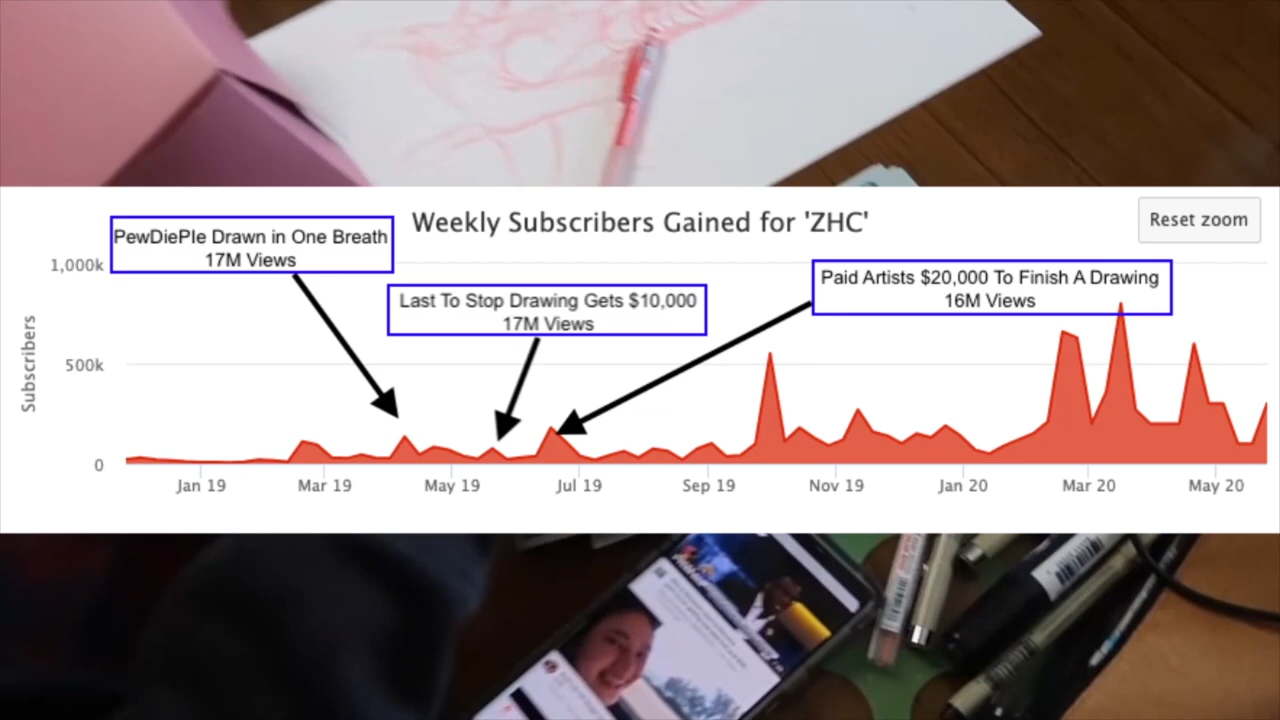 Weekly Subscribers Gained for 'ZHC'
Reset zoom
PewDiePIe Drawn in One Breath
17M Views
Last To Stop Drawing Gets $10,000
17M Views
Paid Artists $20,000 To Finish A Drawing
16M Views
Subscribers
1,000k
500k
0
Jan 19
Mar 19
May 19
Jul 19
Sep 19
Nov 19
Jan 20
Mar 20
May 20